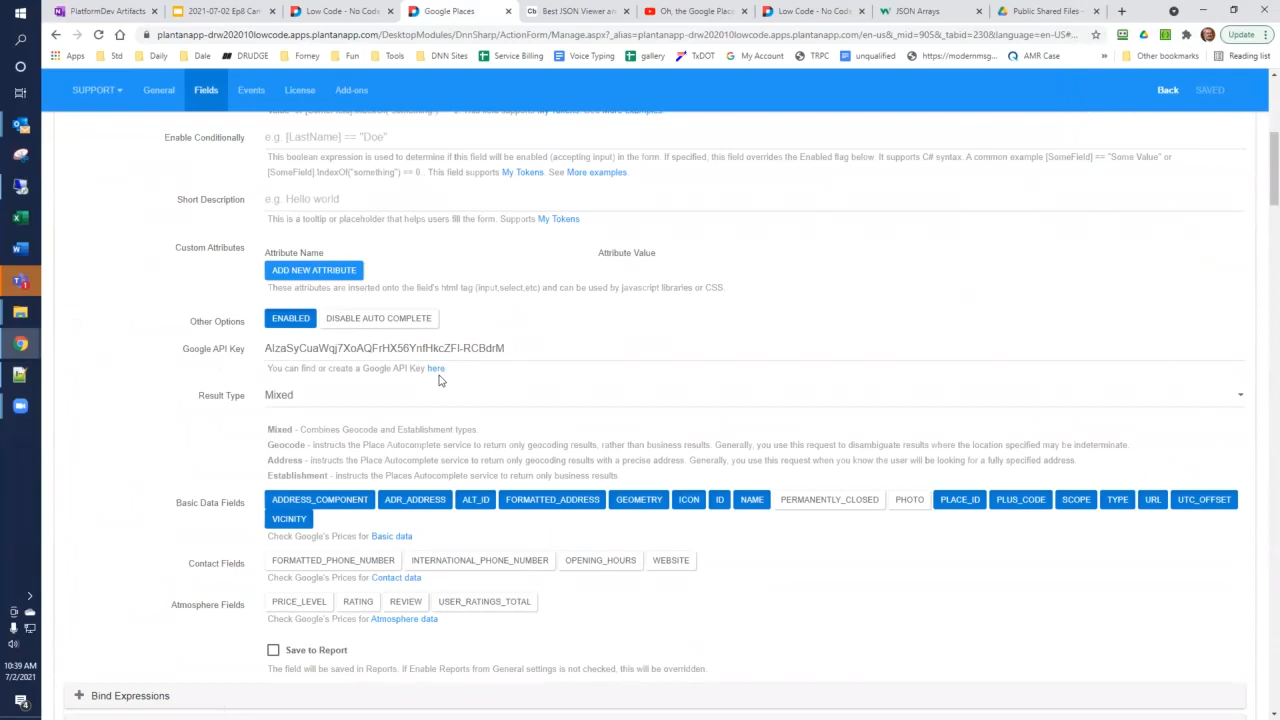 PlatformDev Artifacts
2021-07-02 Ep8 Can
Low Code - No Co
Google Places
Best JSON Viewer an
Oh, the Google Place
Low Code - No Code
JSON Arrays
Public Shared Files -
plantanapp-drw202010lowcode.apps.plantanapp.com/DesktopModules/DnnSharp/ActionForm/Manage.aspx?_alias=plantanapp-drw202010lowcode.apps.plantanapp.com/en-us&_mid=905&_tabid=230&language=en-US#...
Update
Apps
Std
Daily
Dale
DRUDGE
Forney
Fun
Tools
DNN Sites
Service Billing
Voice Typing
gallery
TxDOT
My Account
TRPC
unqualified
https://modernmsg...
AMR Case
»
Other bookmarks
Reading list
SUPPORT
General
Fields
Events
License
Add-ons
Back
SAVED
Enable Conditionally
e.g. [LastName] == "Doe"
This boolean expression is used to determine if this field will be enabled (accepting input) in the form. If specified, this field overrides the Enabled flag below. It supports C# syntax. A common example [SomeField] == "Some Value" or
[SomeField].IndexOf("something") == 0.. This field supports My Tokens. See More examples.
Short Description
e.g. Hello world
This is a tooltip or placeholder that helps users fill the form. Supports My Tokens
Custom Attributes
Attribute Name
Attribute Value
ADD NEW ATTRIBUTE
These attributes are inserted onto the field's html tag (input,select,etc) and can be used by javascript libraries or CSS.
Other Options
ENABLED
DISABLE AUTO COMPLETE
Google API Key
AIzaSyCuaWqj7XoAQFrHX56YnfHkcZFl-RCBdrM
You can find or create a Google API Key here
Result Type
Mixed
Mixed - Combines Geocode and Establishment types.
Geocode - instructs the Place Autocomplete service to return only geocoding results, rather than business results. Generally, you use this request to disambiguate results where the location specified may be indeterminate.
Address - instructs the Place Autocomplete service to return only geocoding results with a precise address. Generally, you use this request when you know the user will be looking for a fully specified address.
Establishment - instructs the Places Autocomplete service to return only business results.
Basic Data Fields
ADDRESS_COMPONENT
ADR_ADDRESS
ALT_ID
FORMATTED_ADDRESS
GEOMETRY
ICON
ID
NAME
PERMANENTLY_CLOSED
PHOTO
PLACE_ID
PLUS_CODE
SCOPE
TYPE
URL
UTC_OFFSET
VICINITY
Check Google's Prices for Basic data
Contact Fields
FORMATTED_PHONE_NUMBER
INTERNATIONAL_PHONE_NUMBER
OPENING_HOURS
WEBSITE
Check Google's Prices for Contact data
Atmosphere Fields
PRICE_LEVEL
RATING
REVIEW
USER_RATINGS_TOTAL
Check Google's Prices for Atmosphere data
Save to Report
The field will be saved in Reports. If Enable Reports from General settings is not checked, this will be overridden.
Bind Expressions
10:39 AM
7/2/2021
4